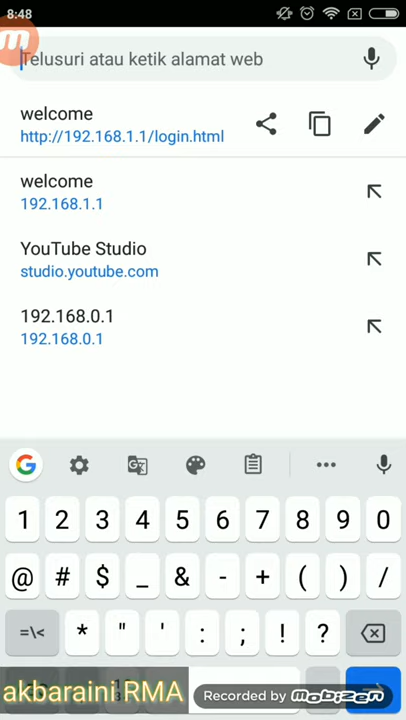 8:48
Telusuri atau ketik alamat web
welcome
http://192.168.1.1/login.html
welcome
192.168.1.1
YouTube Studio
studio.youtube.com
192.168.0.1
192.168.0.1
1 2 3 4 5 6 7 8 9 0
@ # $ _ & - + ( ) /
=\< * " ' : ; ! ?
akbaraini RMA
Recorded by mobizen